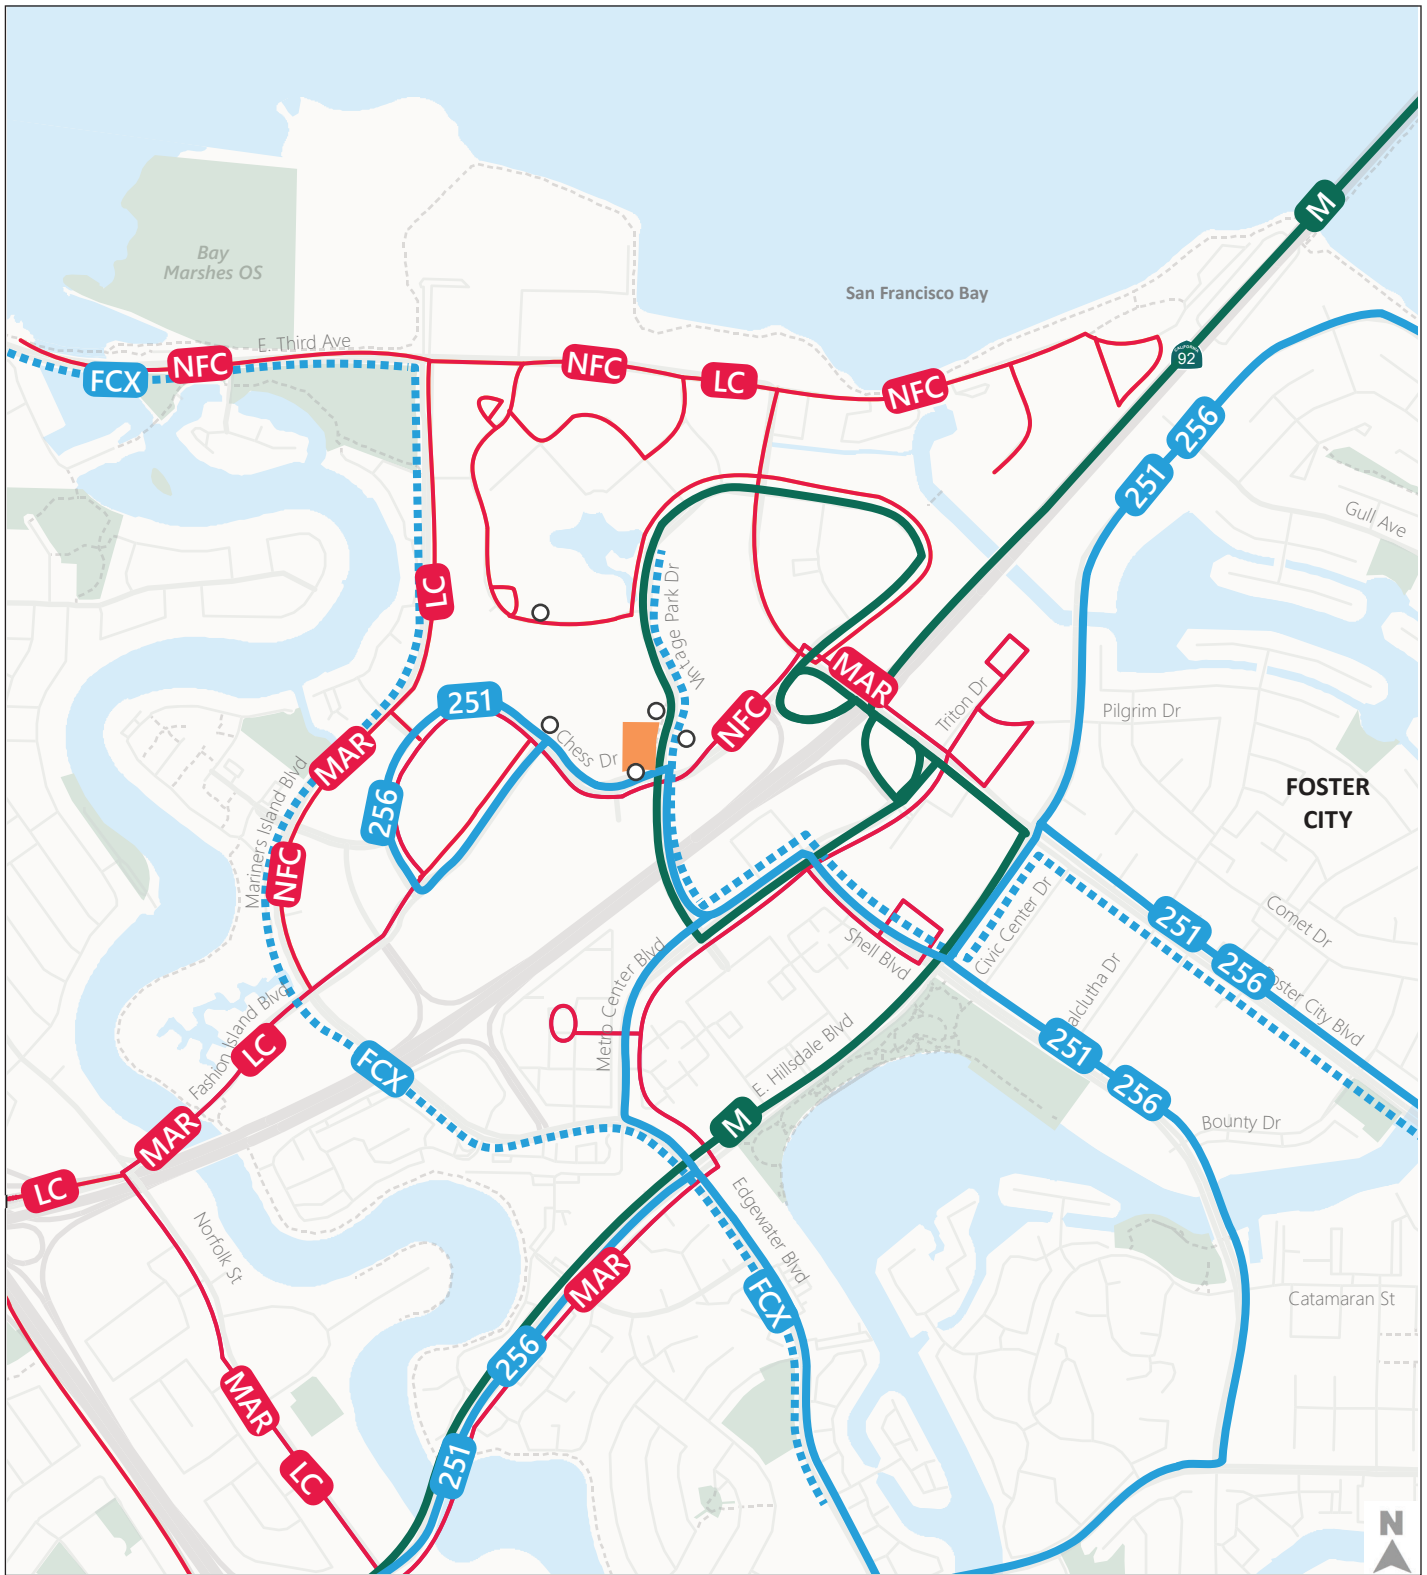 M
Bay
Marshes OS
San Francisco Bay
E. Third Ave
NFC
FCX
NFC
LC
NFC
CALIFORNIA
92
256
251
Gull Ave
LC
Vintage Park Dr
MAR
Triton Dr
251
NFC
Pilgrim Dr
Chess Dr
MAR
256
Mariners Island Blvd
NFC
FOSTER
CITY
Comet Dr
251
256
Foster City Blvd
Civic Center Dr
Shell Blvd
Metro Center Blvd
251
256
E. Hillsdale Blvd
Fashion Island Blvd
LC
FCX
MAR
M
Bounty Dr
LC
Norfolk St
Edgewater Blvd
MAR
FCX
Catamaran St
256
MAR
251
LC
N